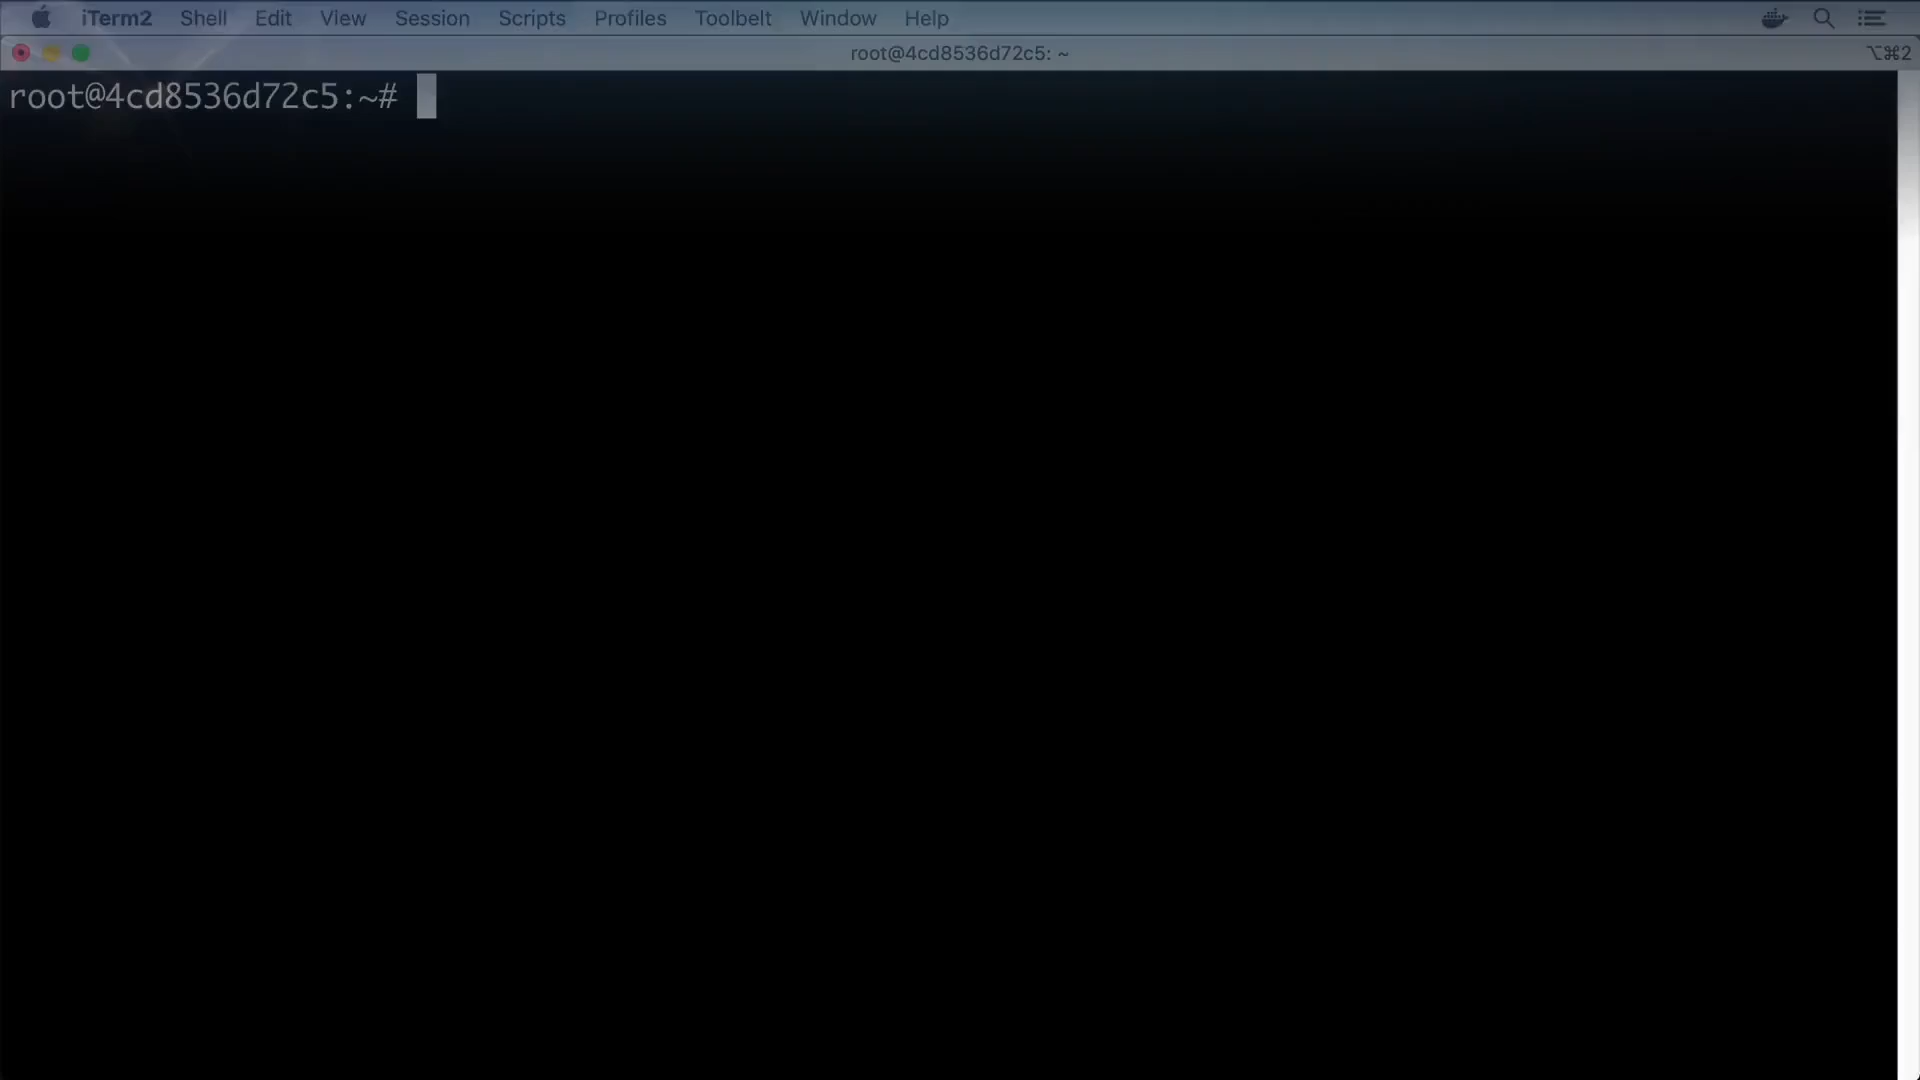 iTerm2 Shell Edit View Session Scripts Profiles Toolbelt Window Help
root@4cd8536d72c5: ~ ⌥⌘2
root@4cd8536d72c5:~#